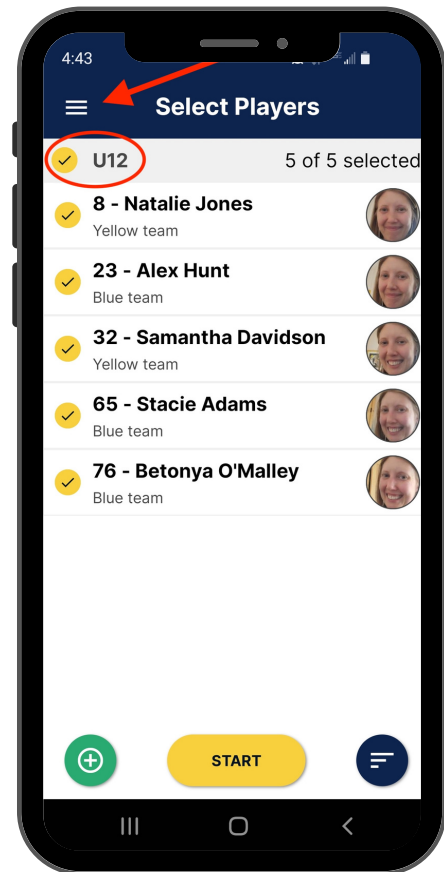 4:43
Select Players
U12 5 of 5 selected
8 - Natalie Jones
Yellow team
23 - Alex Hunt
Blue team
32 - Samantha Davidson
Yellow team
65 - Stacie Adams
Blue team
76 - Betonya O'Malley
Blue team
START